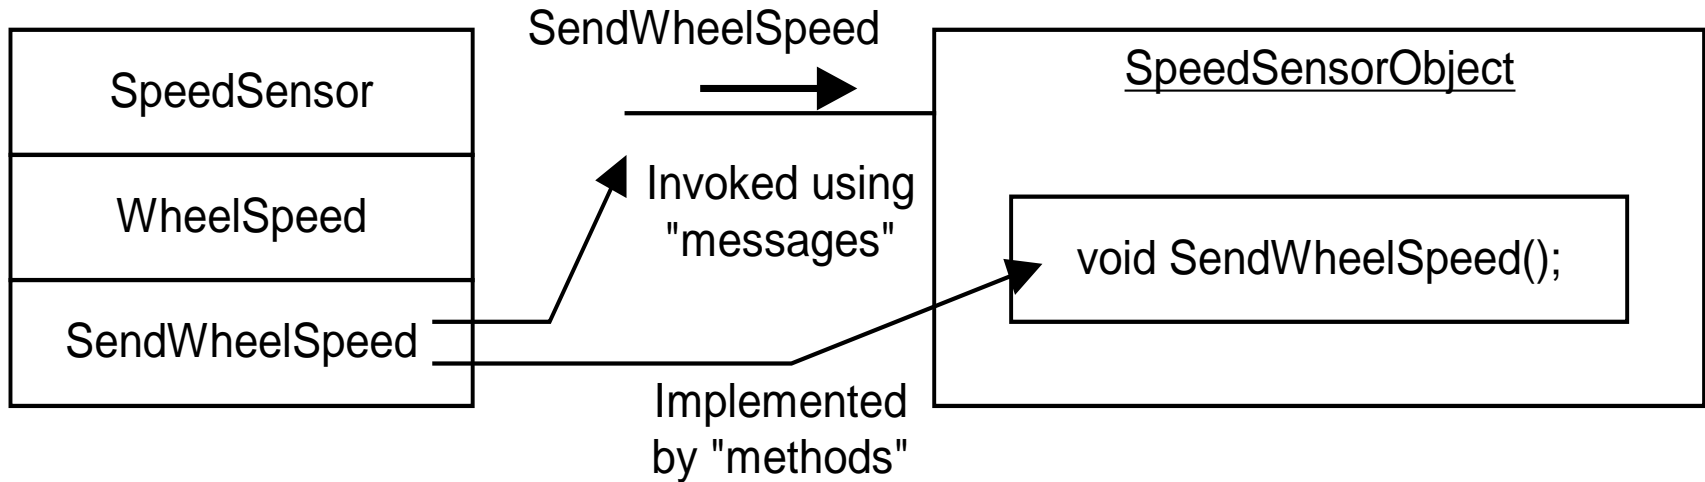 SendWheelSpeed
SpeedSensor
SpeedSensorObject
WheelSpeed
Invoked using
"messages"
void SendWheelSpeed();
SendWheelSpeed
Implemented
by "methods"